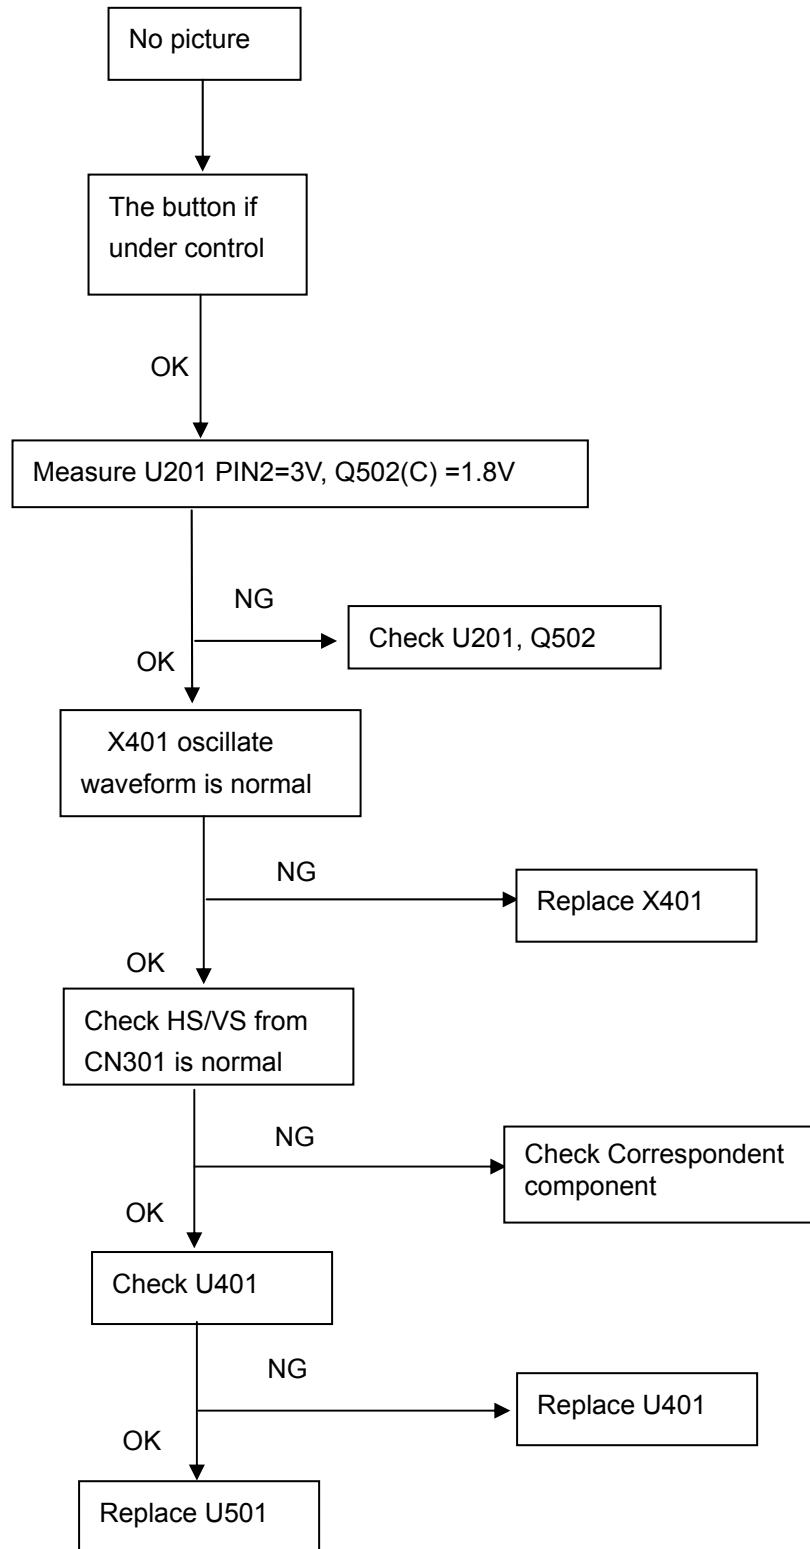 No picture
The button if
under control
OK
Measure U201 PIN2=3V, Q502(C) =1.8V
NG
Check U201, Q502
OK
X401 oscillate
waveform is normal
NG
Replace X401
OK
Check HS/VS from
CN301 is normal
NG
Check Correspondent
component
OK
Check U401
NG
Replace U401
OK
Replace U501